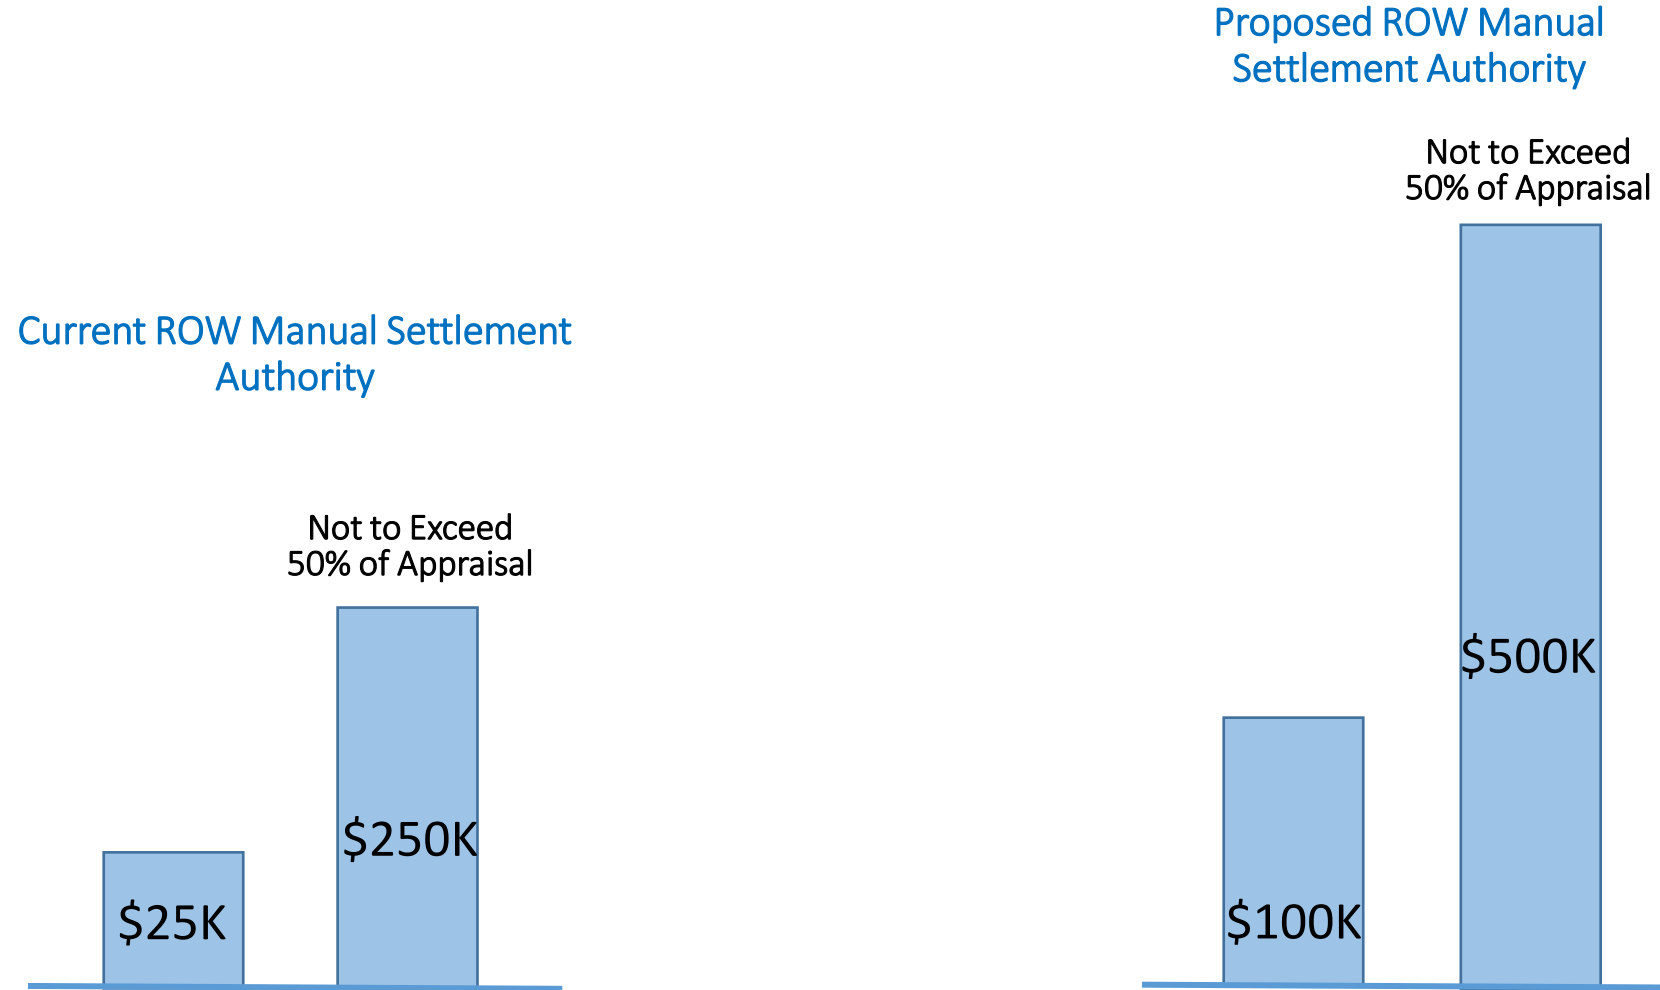 Current ROW Manual Settlement
Authority
Not to Exceed
50% of Appraisal
$25K
$250K
Proposed ROW Manual
Settlement Authority
Not to Exceed
50% of Appraisal
$100K
$500K